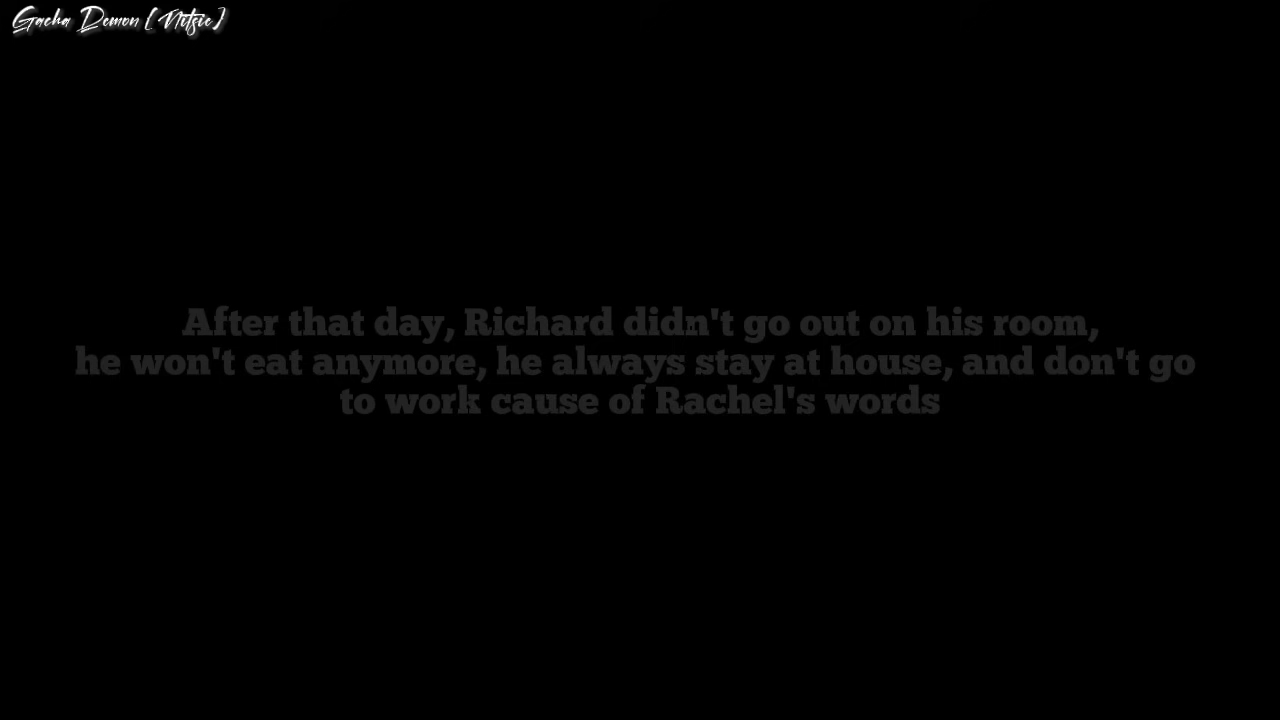 Gacha Demon [ Nitsie ]
After that day, Richard didn't go out on his room,
he won't eat anymore, he always stay at house, and don't go
to work cause of Rachel's words